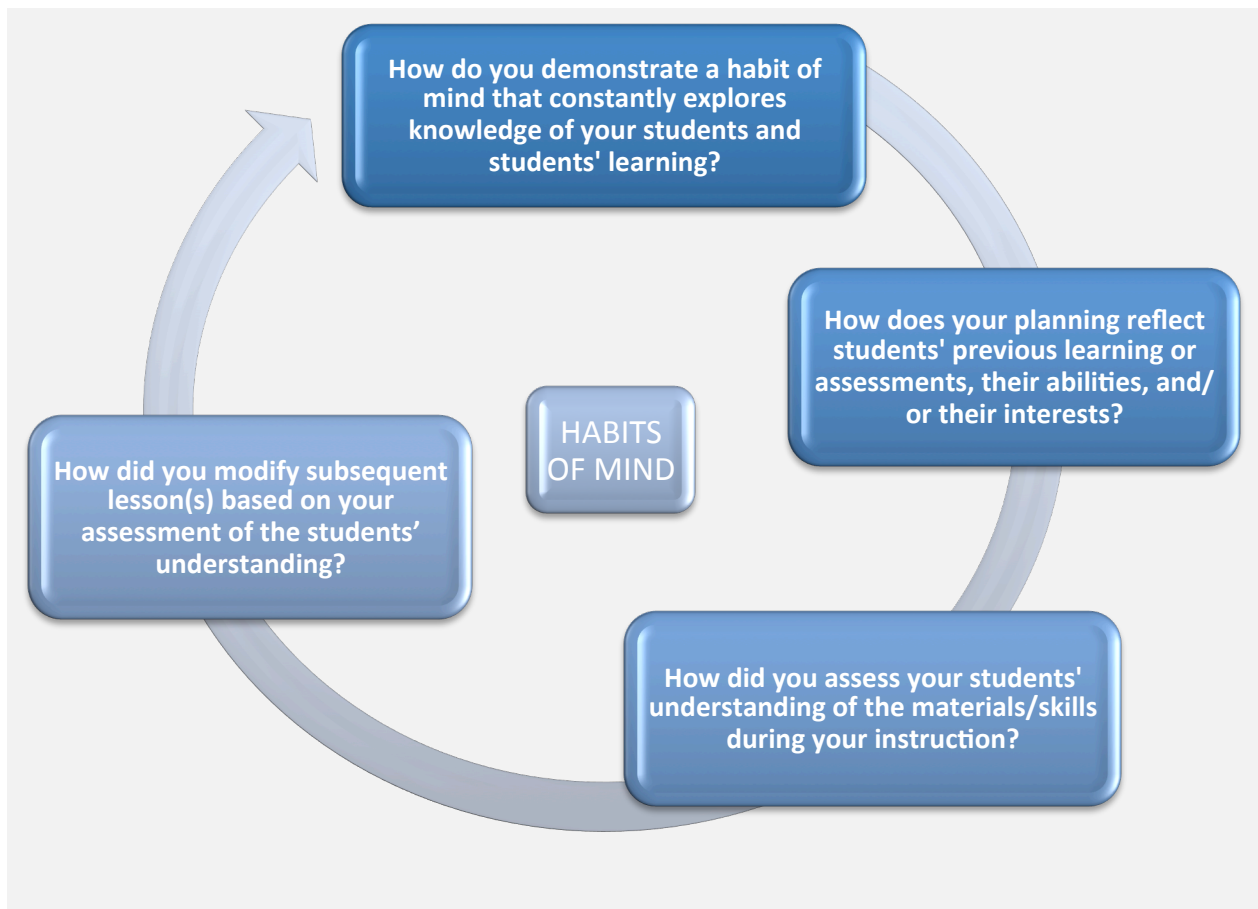 How do you demonstrate a habit of
mind that constantly explores
knowledge of your students and
students' learning?
How does your planning reflect
students' previous learning or
assessments, their abilities, and/
or their interests?
How did you assess your students'
understanding of the materials/skills
during your instruction?
How did you modify subsequent
lesson(s) based on your
assessment of the students’
understanding?
HABITS
OF MIND